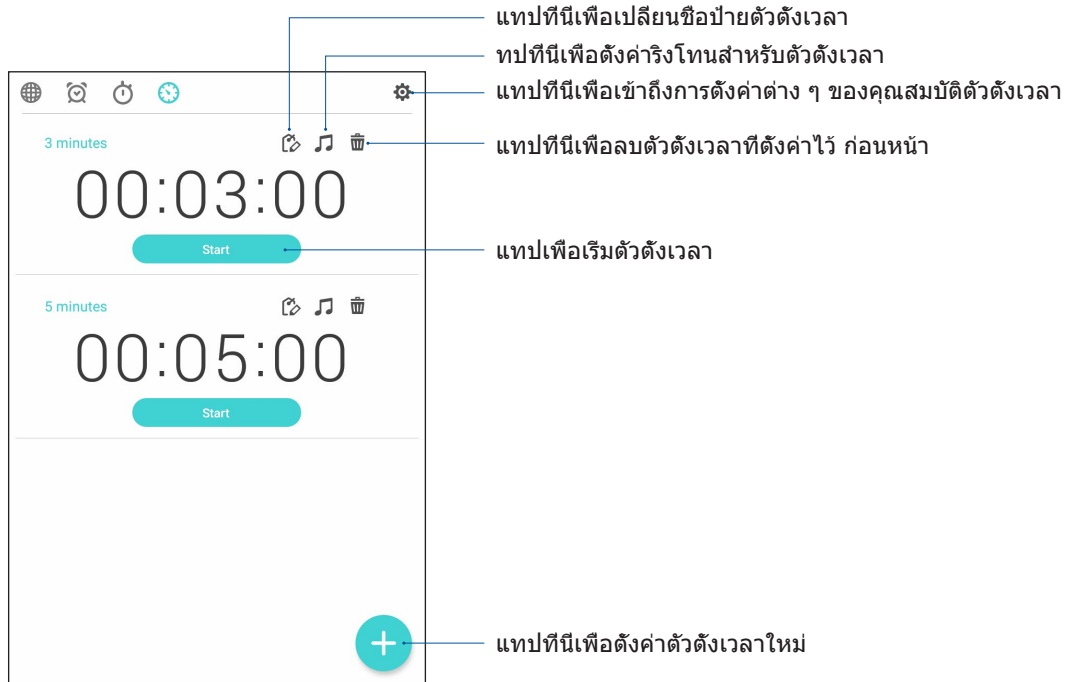 แทปทีนีเพือเปลียนชือป้ายตัวตังเวลา
ทปทีนีเพือตังค่าริงโทนสำหรับตัวตังเวลา
แทปทีนีเพือเข้าถึงการตังค่าต่าง ๆ ของคุณสมบัติตัวตังเวลา
3 minutes
แทปทีนีเพือลบตัวตังเวลาทีตังค่าไว้ ก่อนหน้า
00:03:00
Start
แทปเพือเริมตัวตังเวลา
5 minutes
00:05:00
Start
แทปทีนีเพือตังค่าตัวตังเวลาใหม่